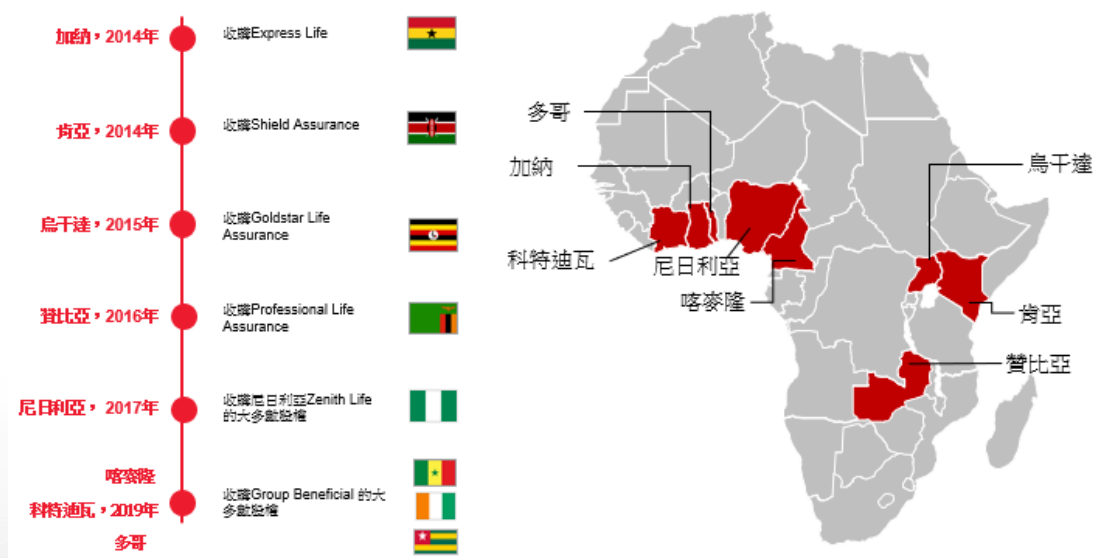 加納，2014年
收購Express Life
肯亞，2014年
收購Shield Assurance
烏干達，2015年
收購Goldstar Life
Assurance
贊比亞，2016年
收購Professional Life
Assurance
尼日利亞， 2017年
收購尼日利亞Zenith Life
的大多數股權
喀麥隆
科特迪瓦，2019年
多哥
收購Group Beneficial 的大
多數股權
多哥
加納
科特迪瓦
尼日利亞
喀麥隆
烏干達
肯亞
贊比亞